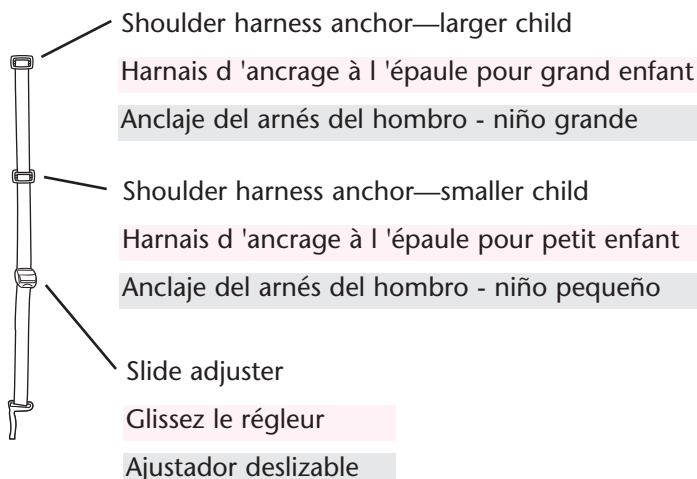 Shoulder harness anchor—larger child
Harnais d 'ancrage à l 'épaule pour grand enfant
Anclaje del arnés del hombro - niño grande
Shoulder harness anchor—smaller child
Harnais d 'ancrage à l 'épaule pour petit enfant
Anclaje del arnés del hombro - niño pequeño
Slide adjuster
Glissez le régleur
Ajustador deslizable